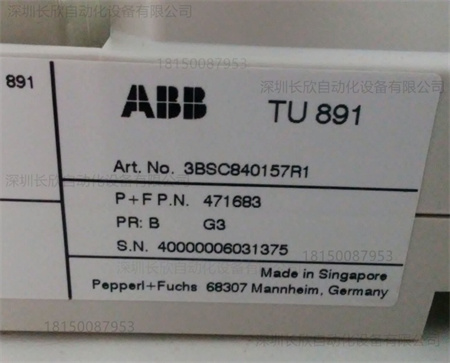 深圳长欣自动化设备有限公司
18150087953
深圳长欣自动化设备有限公司
891
ABB
TU 891
Art. No. 3BSC840157R1
深圳长欣自动化设备有限公司
P+F P.N. 471683
PR: B G3
S.N. 40000006031375
18150087953
Made in Singapore
Pepperl+Fuchs 68307 Mannheim, Germany
18150087953